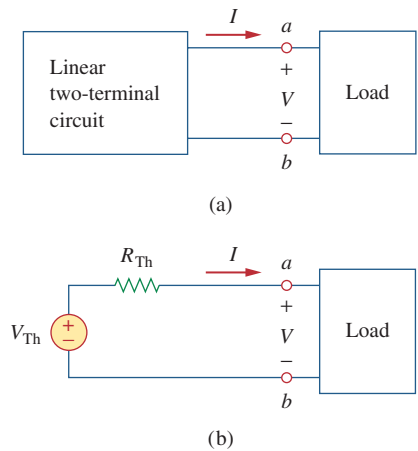 I
a
Linear
two-terminal
circuit
+
V
−
Load
b
(a)
R_Th
I
a
V_Th
+
−
+
V
−
Load
b
(b)